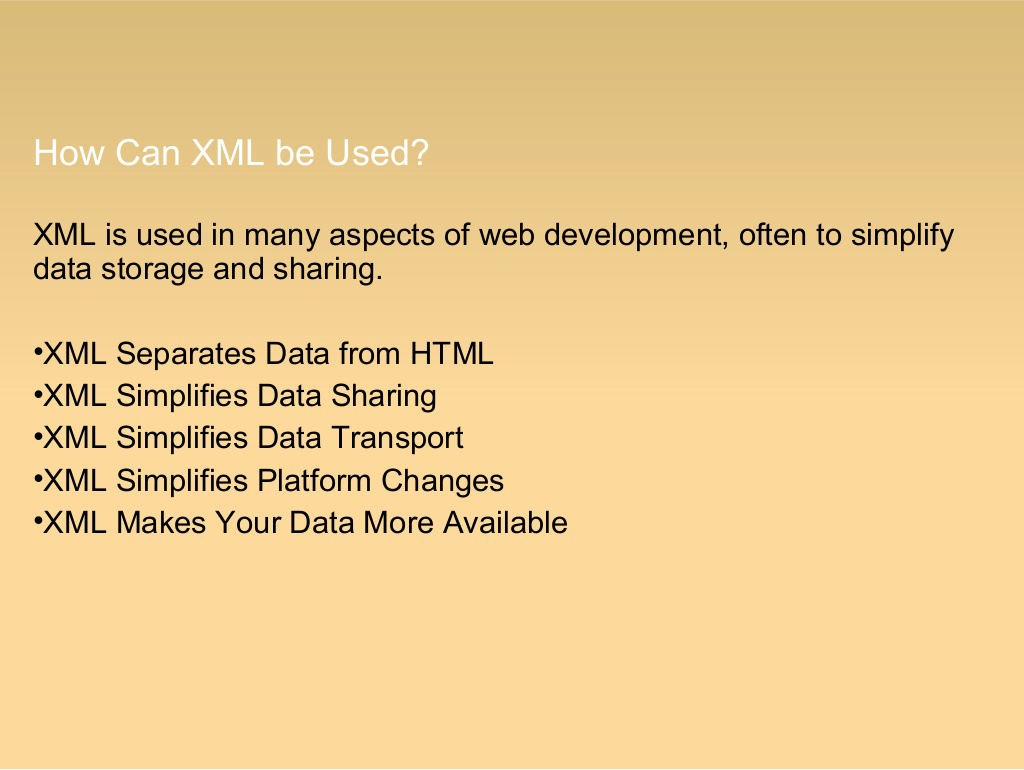 How Can XML be Used?
XML is used in many aspects of web development, often to simplify
data storage and sharing.
•XML Separates Data from HTML
•XML Simplifies Data Sharing
•XML Simplifies Data Transport
•XML Simplifies Platform Changes
•XML Makes Your Data More Available